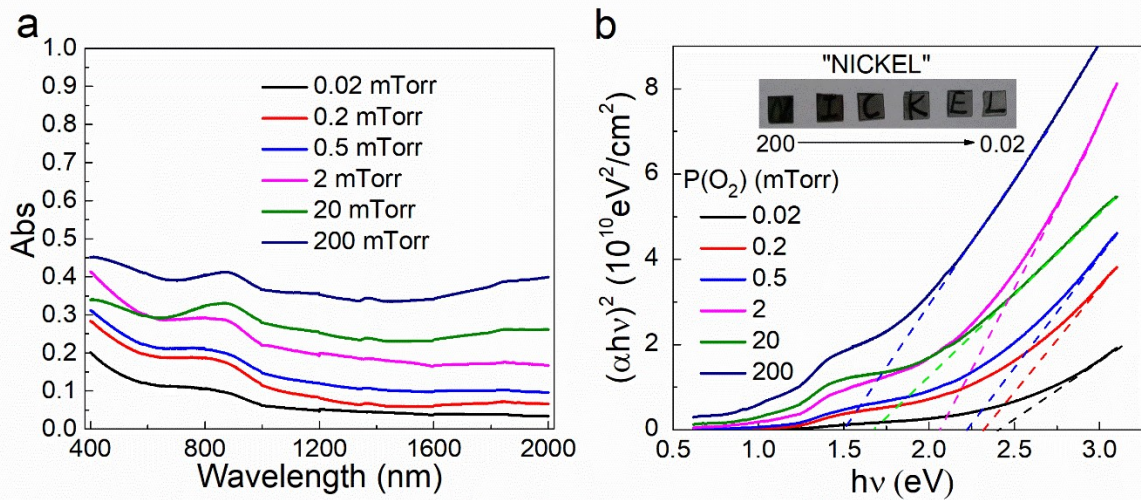 a
Abs
1.0
0.9
0.8
0.7
0.6
0.5
0.4
0.3
0.2
0.1
0.0
0.02 mTorr
0.2 mTorr
0.5 mTorr
2 mTorr
20 mTorr
200 mTorr
400 800 1200 1600 2000
Wavelength (nm)
b
(αhν)² (10¹⁰eV²/cm²)
8
6
4
2
0
"NICKEL"
N I C K E L
200 0.02
P(O₂) (mTorr)
0.02
0.2
0.5
2
20
200
0.5 1.0 1.5 2.0 2.5 3.0
hν (eV)